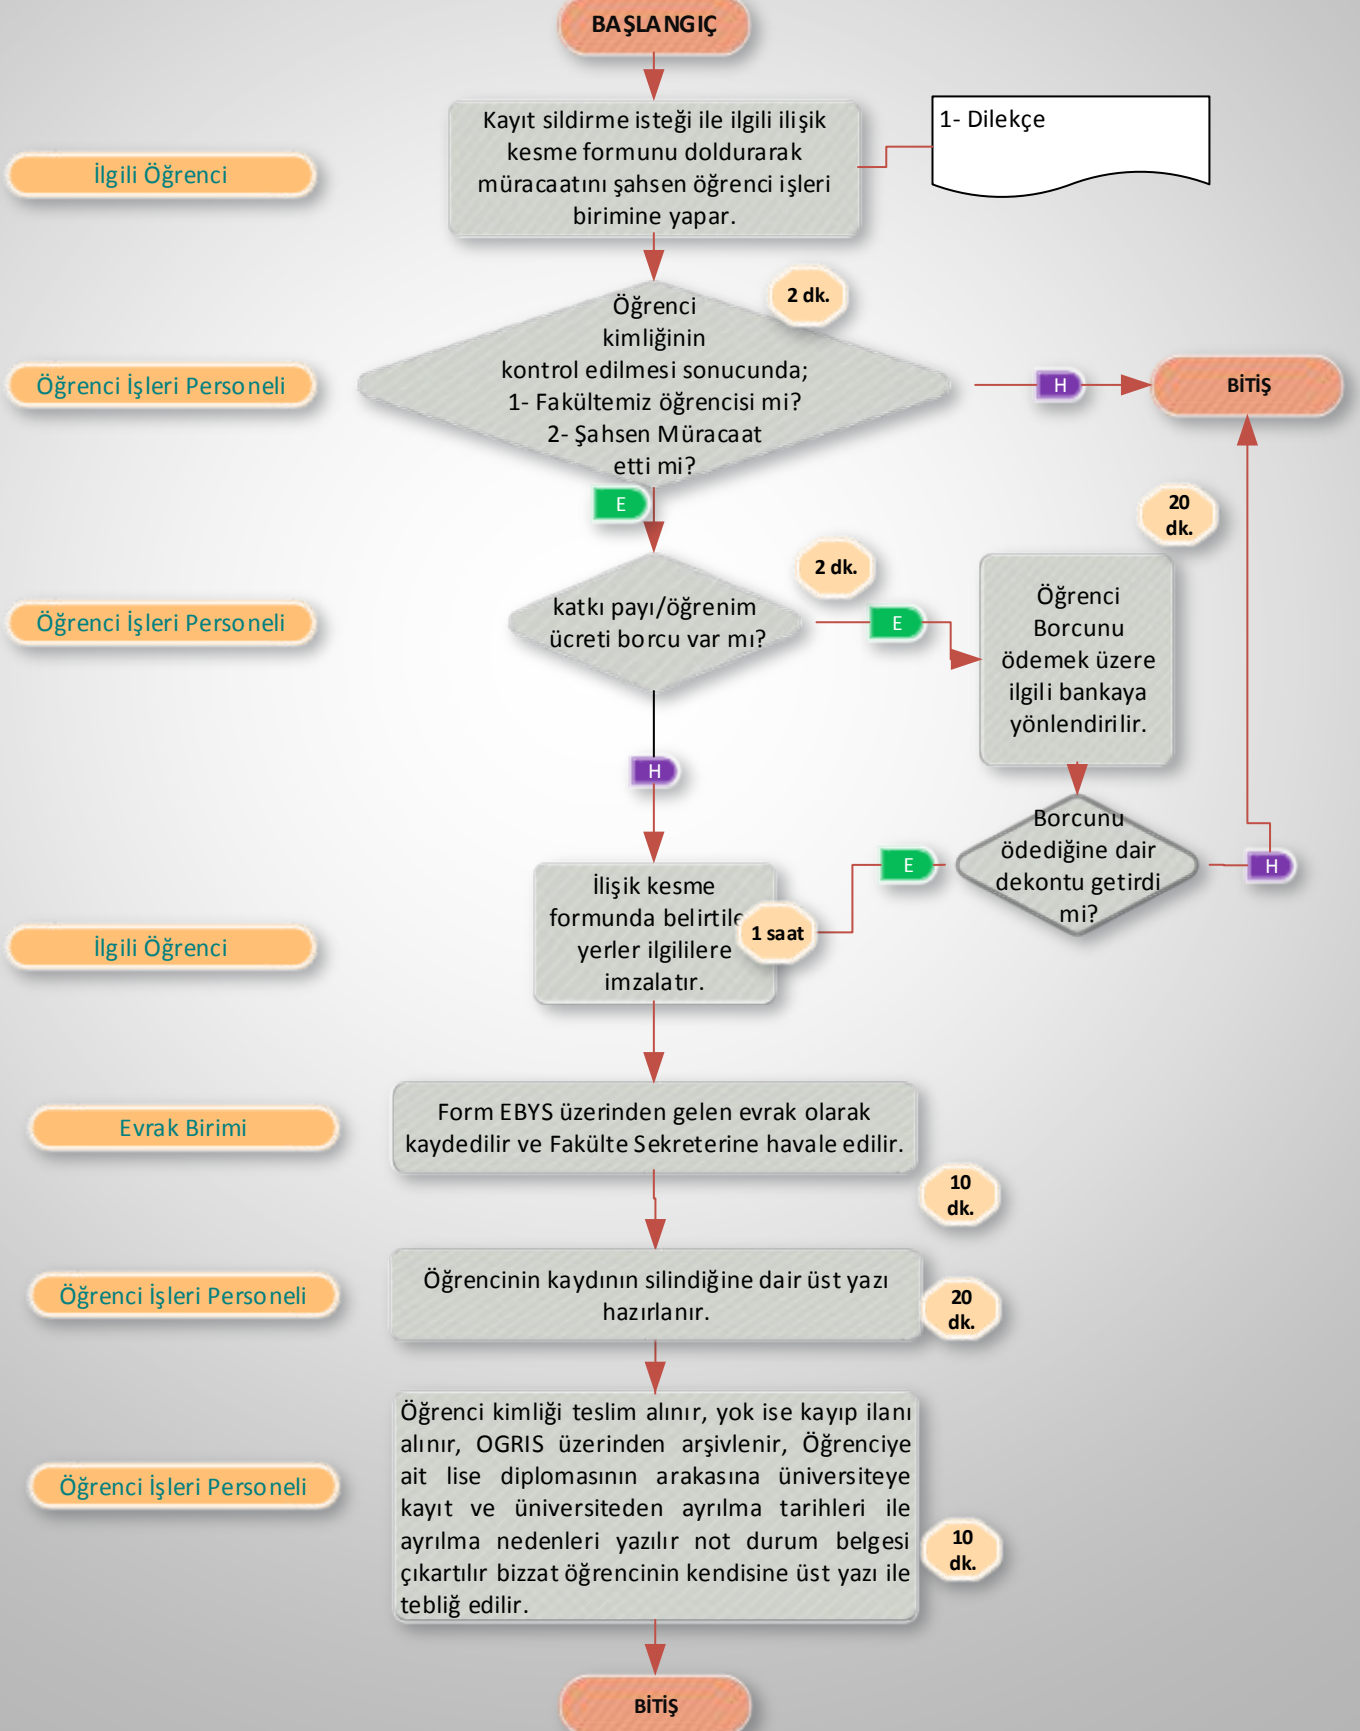 BAŞLANGIÇ
Kayıt sildirme isteği ile ilgili ilişik
kesme formunu doldurarak
müracaatını şahsen öğrenci işleri
birimine yapar.
1- Dilekçe
İlgili Öğrenci
2 dk.
Öğrenci
kimliğinin
kontrol edilmesi sonucunda;
1- Fakültemiz öğrencisi mi?
2- Şahsen Müracaat
etti mi?
Öğrenci İşleri Personeli
H
BİTİŞ
E
20
dk.
2 dk.
katkı payı/öğrenim
ücreti borcu var mı?
Öğrenci İşleri Personeli
E
Öğrenci
Borcunu
ödemek üzere
ilgili bankaya
yönlendirilir.
H
Borcunu
ödediğine dair
dekontu getirdi
mi?
E
H
İlişik kesme
formunda belirtile
yerler ilgililere
imzalatır.
1 saat
İlgili Öğrenci
Form EBYS üzerinden gelen evrak olarak
kaydedilir ve Fakülte Sekreterine havale edilir.
Evrak Birimi
10
dk.
Öğrencinin kaydının silindiğine dair üst yazı
hazırlanır.
Öğrenci İşleri Personeli
20
dk.
Öğrenci kimliği teslim alınır, yok ise kayıp ilanı
alınır, OGRIS üzerinden arşivlenir, Öğrenciye
ait lise diplomasının arakasına üniversiteye
kayıt ve üniversiteden ayrılma tarihleri ile
ayrılma nedenleri yazılır not durum belgesi
çıkartılır bizzat öğrencinin kendisine üst yazı ile
tebliğ edilir.
Öğrenci İşleri Personeli
10
dk.
BİTİŞ